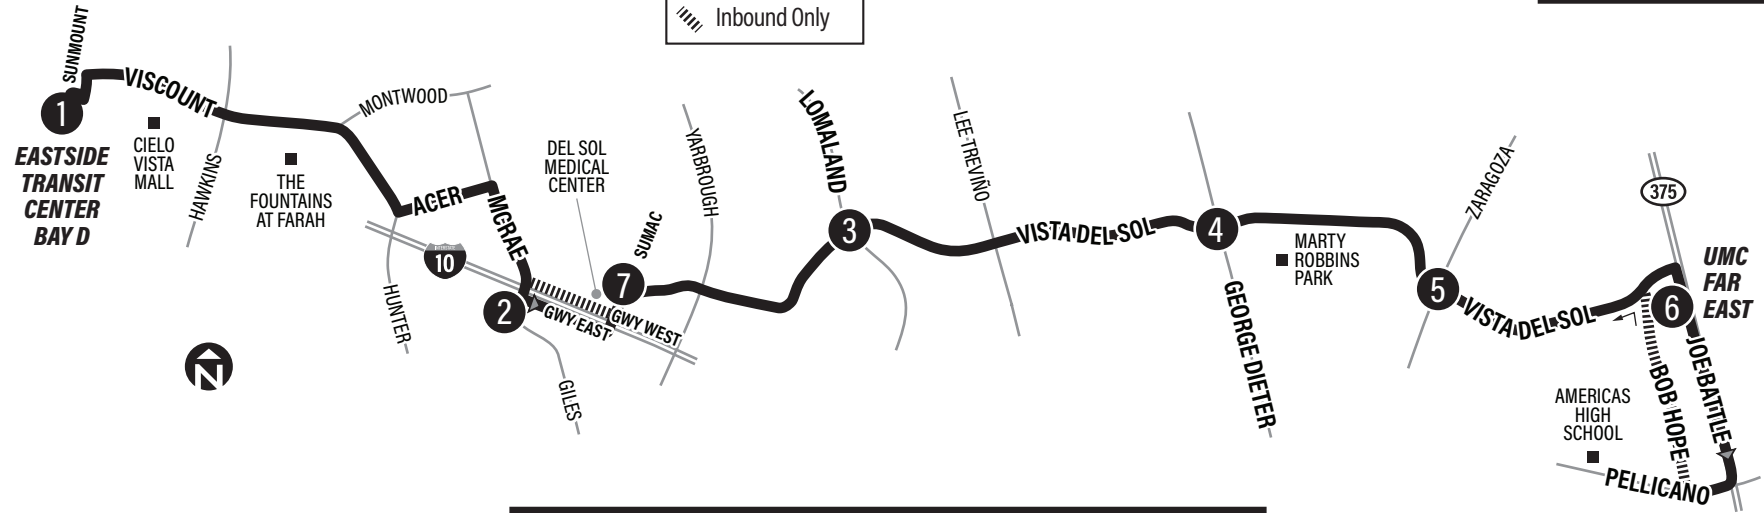 Inbound Only
SUNMOUNT
VISCOUNT
1
EASTSIDE
TRANSIT
CENTER
BAY D
CIELO
VISTA
MALL
HAWKINS
THE
FOUNTAINS
AT FARAH
MONTWOOD
ACER
MCRAE
INTERSTATE
10
HUNTER
N
2
GWY EAST
GWY WEST
GILES
DEL SOL
MEDICAL
CENTER
7
SUMAC
YARBROUGH
LOMALAND
3
LEE TREVIÑO
VISTA DEL SOL
4
GEORGE DIETER
MARTY
ROBBINS
PARK
ZARAGOZA
5
VISTA DEL SOL
375
6
UMC
FAR
EAST
JOE BATTLE
BOB HOPE
AMERICAS
HIGH
SCHOOL
PELLICANO